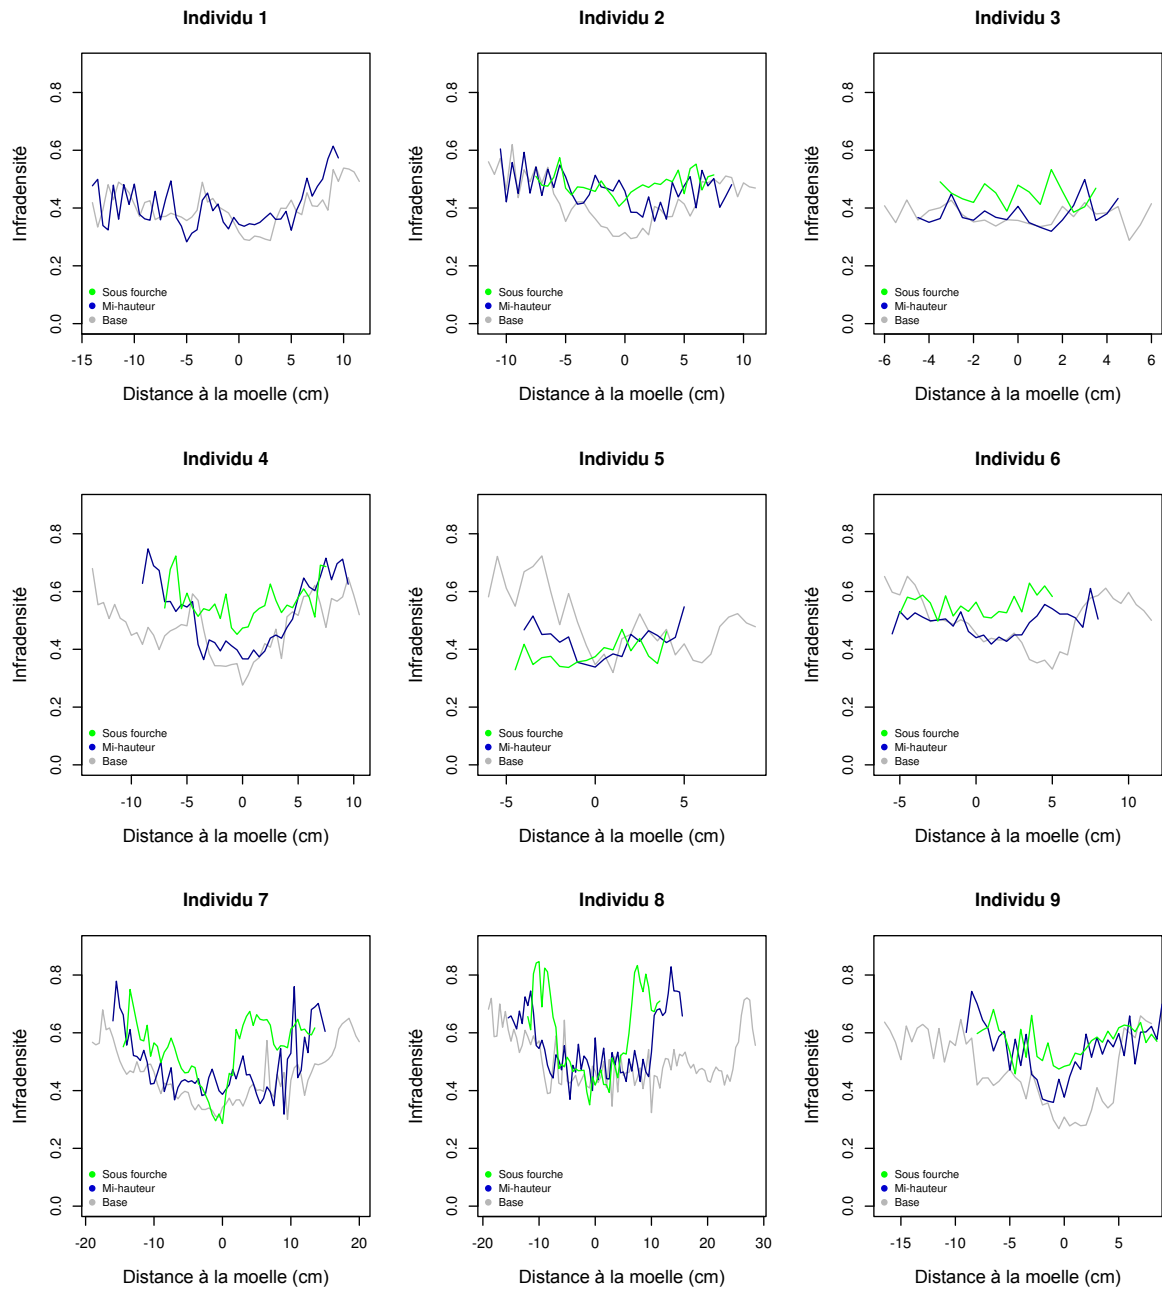 Individu 1
Infradensité
0.0 0.2 0.4 0.6 0.8
Sous fourche
Mi-hauteur
Base
-15 -10 -5 0 5 10
Distance à la moelle (cm)
Individu 2
Infradensité
0.0 0.2 0.4 0.6 0.8
Sous fourche
Mi-hauteur
Base
-10 -5 0 5 10
Distance à la moelle (cm)
Individu 3
Infradensité
0.0 0.2 0.4 0.6 0.8
Sous fourche
Mi-hauteur
Base
-6 -4 -2 0 2 4 6
Distance à la moelle (cm)
Individu 4
Infradensité
0.0 0.2 0.4 0.6 0.8
Sous fourche
Mi-hauteur
Base
-10 -5 0 5 10
Distance à la moelle (cm)
Individu 5
Infradensité
0.0 0.2 0.4 0.6 0.8
Sous fourche
Mi-hauteur
Base
-5 0 5
Distance à la moelle (cm)
Individu 6
Infradensité
0.0 0.2 0.4 0.6 0.8
Sous fourche
Mi-hauteur
Base
-5 0 5 10
Distance à la moelle (cm)
Individu 7
Infradensité
0.0 0.2 0.4 0.6 0.8
Sous fourche
Mi-hauteur
Base
-20 -10 0 10 20
Distance à la moelle (cm)
Individu 8
Infradensité
0.0 0.2 0.4 0.6 0.8
Sous fourche
Mi-hauteur
Base
-20 -10 0 10 20 30
Distance à la moelle (cm)
Individu 9
Infradensité
0.0 0.2 0.4 0.6 0.8
Sous fourche
Mi-hauteur
Base
-15 -10 -5 0 5
Distance à la moelle (cm)